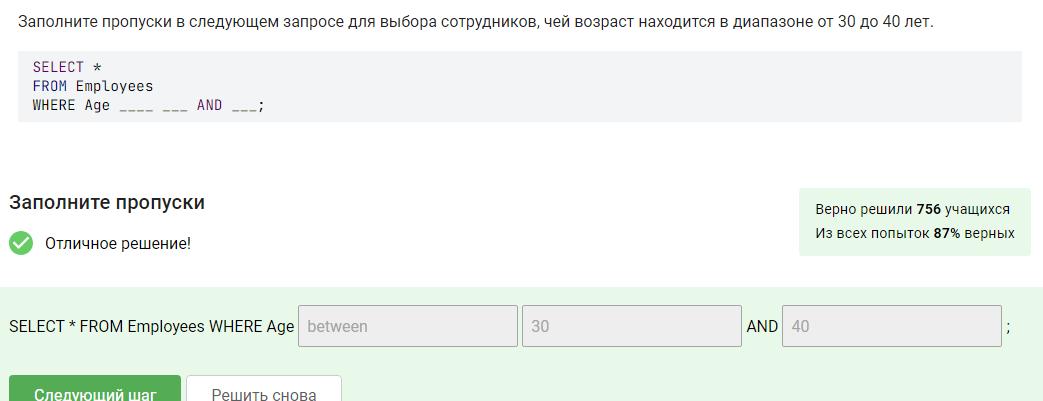 Заполните пропуски в следующем запросе для выбора сотрудников, чей возраст находится в диапазоне от 30 до 40 лет.
SELECT *
FROM Employees
WHERE Age ____ ___ AND ___;
Заполните пропуски
Верно решили 756 учащихся
Из всех попыток 87% верных
Отличное решение!
SELECT * FROM Employees WHERE Age between 30 AND 40 ;
Следующий шаг Решить снова